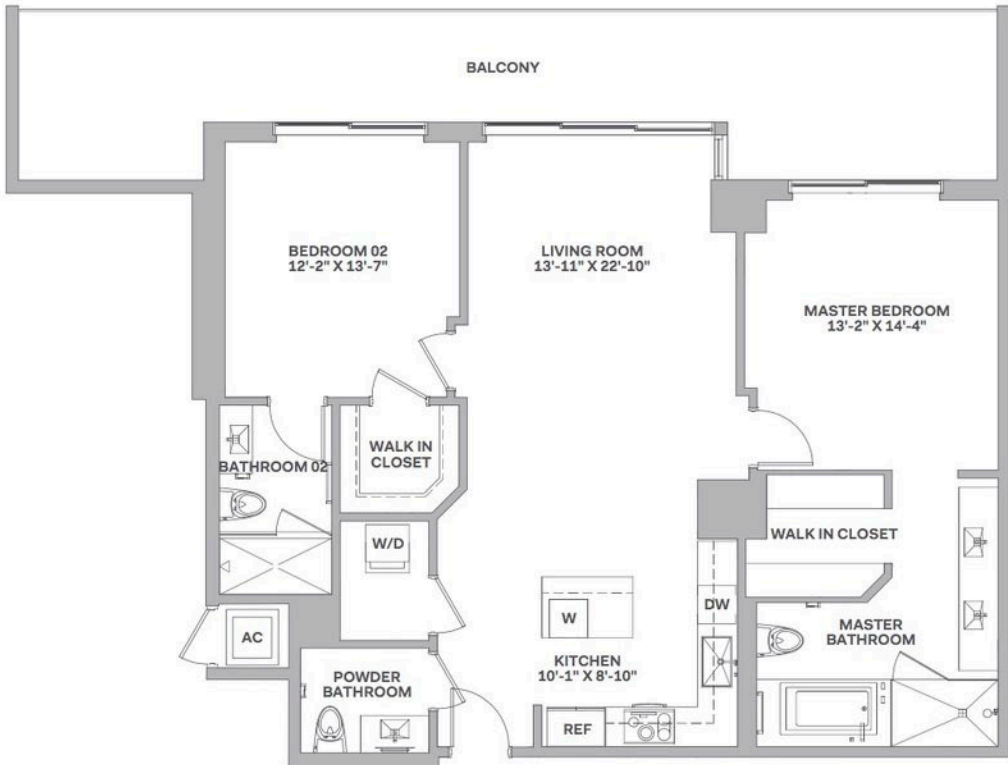 BALCONY
BEDROOM 02
12'-2" X 13'-7"
LIVING ROOM
13'-11" X 22'-10"
MASTER BEDROOM
13'-2" X 14'-4"
WALK IN
CLOSET
BATHROOM 02
W/D
WALK IN CLOSET
DW
W
AC
MASTER
BATHROOM
KITCHEN
10'-1" X 8'-10"
POWDER
BATHROOM
REF